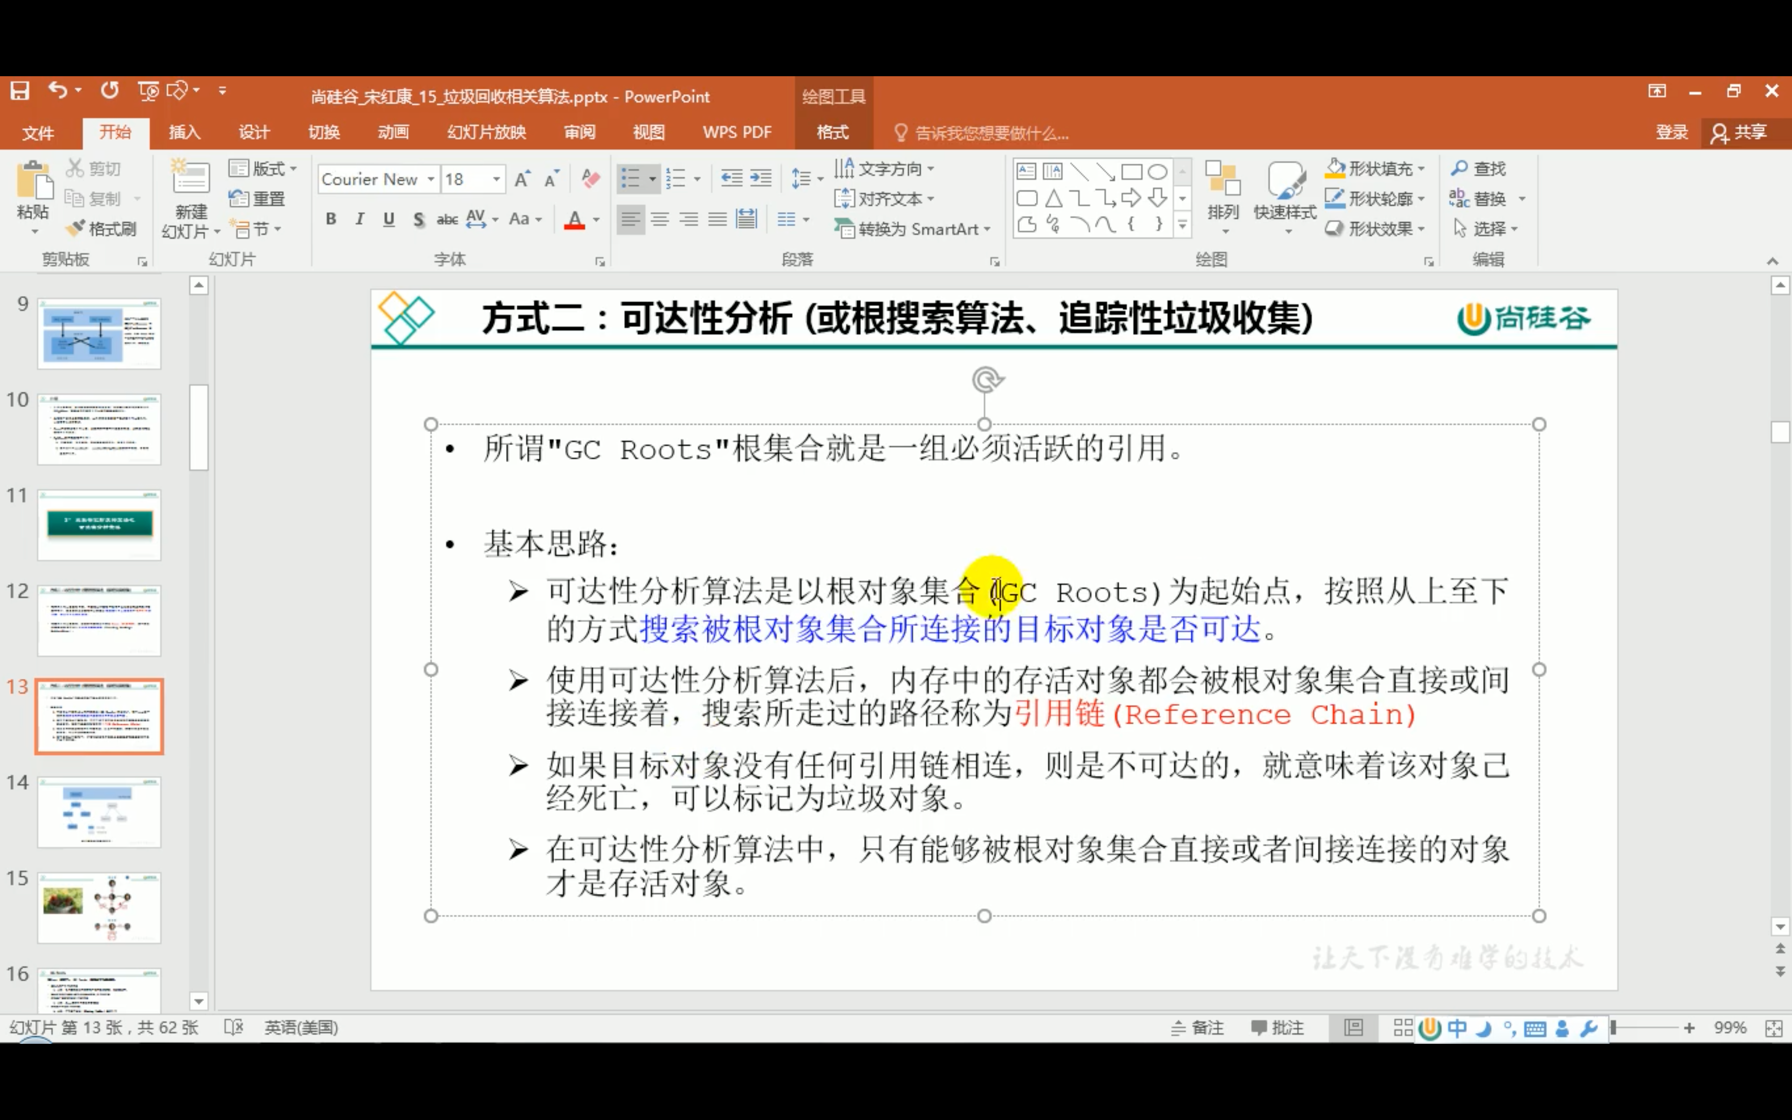 尚硅谷_宋红康_15_垃圾回收相关算法.pptx - PowerPoint
绘图工具
文件 开始 插入 设计 切换 动画 幻灯片放映 审阅 视图 WPS PDF 格式 告诉我您想要做什么... 登录 共享
粘贴 剪切 复制 格式刷
剪贴板
新建幻灯片 版式 重置 节
幻灯片
Courier New 18
B I U S abc AV Aa A
字体
文字方向 对齐文本 转换为 SmartArt
段落
排列 快速样式 形状填充 形状轮廓 形状效果
绘图
查找 替换 选择
编辑
9
10
11
12
13
14
15
16
方式二：可达性分析 (或根搜索算法、追踪性垃圾收集)
尚硅谷
• 所谓"GC Roots"根集合就是一组必须活跃的引用。
• 基本思路：
➢ 可达性分析算法是以根对象集合(GC Roots)为起始点，按照从上至下
的方式搜索被根对象集合所连接的目标对象是否可达。
➢ 使用可达性分析算法后，内存中的存活对象都会被根对象集合直接或间
接连接着，搜索所走过的路径称为引用链(Reference Chain)
➢ 如果目标对象没有任何引用链相连，则是不可达的，就意味着该对象己
经死亡，可以标记为垃圾对象。
➢ 在可达性分析算法中，只有能够被根对象集合直接或者间接连接的对象
才是存活对象。
让天下没有难学的技术
幻灯片 第 13 张，共 62 张 英语(美国) 备注 批注 中 99%